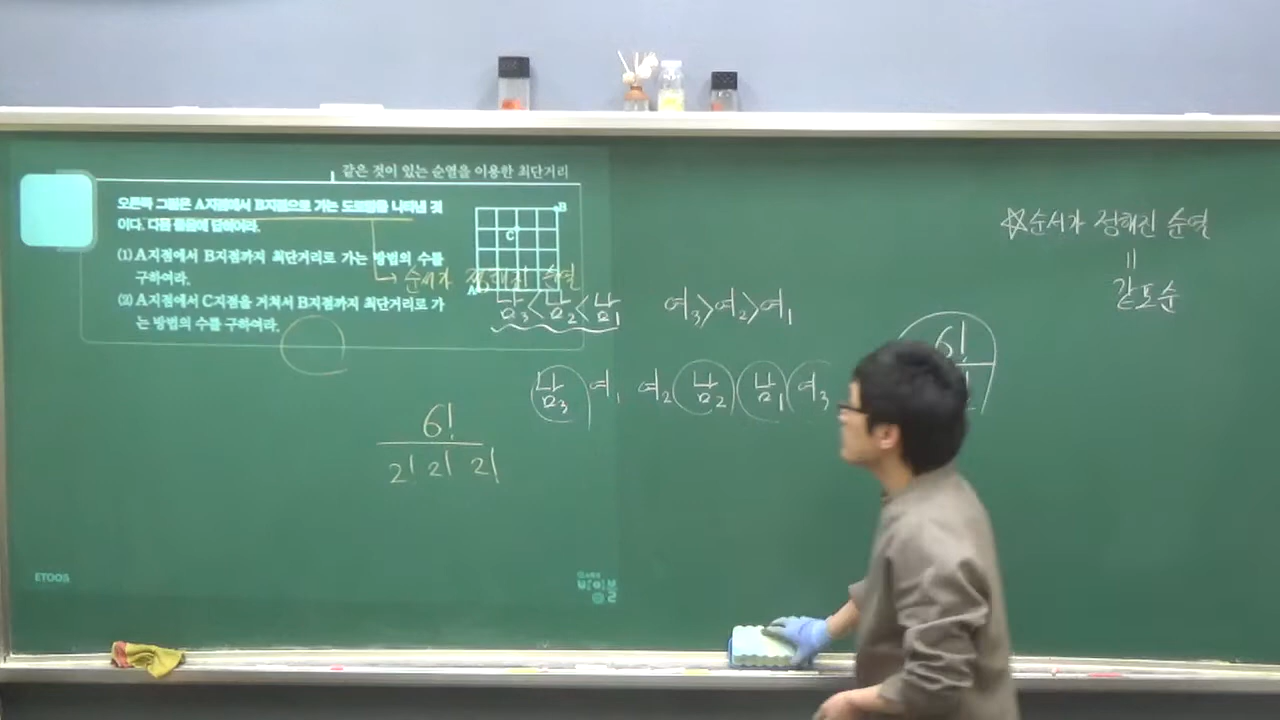 같은 것이 있는 순열을 이용한 최단거리
오른쪽 그림은 A지점에서 B지점으로 가는 도로망을 나타낸 것
이다. 다음 물음에 답하여라.
(1) A지점에서 B지점까지 최단거리로 가는 방법의 수를
구하여라.
(2) A지점에서 C지점을 거쳐서 B지점까지 최단거리로 가
는 방법의 수를 구하여라.
B
C
A
→ 순서가 정해진 순열
남₃<남₂<남₁ 여₃>여₂>여₁
남₃ 여₁ 여₂ 남₂ 남₁ 여₃
6!
2! 2! 2!
6!
☆순서가 정해진 순열
=
같포순
ETOOS